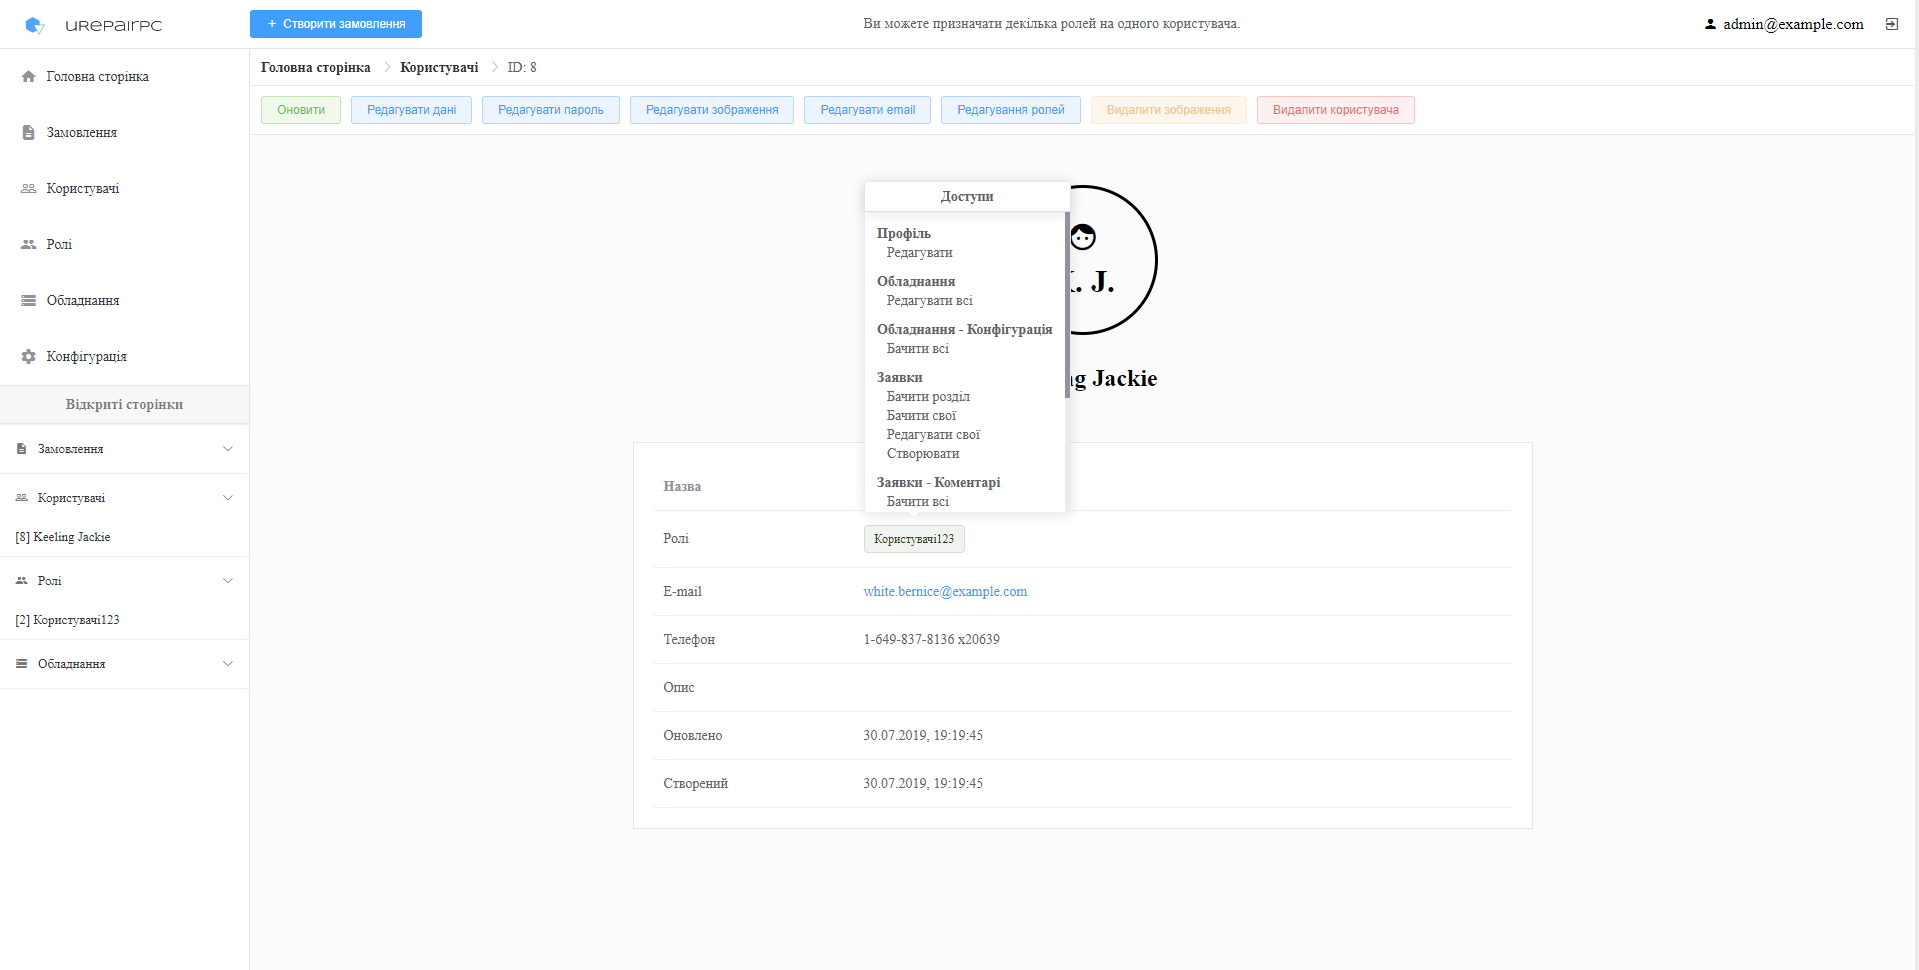 urepairpc
+ Створити замовлення
Ви можете призначати декілька ролей на одного користувача.
admin@example.com
Головна сторінка
Замовлення
Користувачі
Ролі
Обладнання
Конфігурація
Відкриті сторінки
Замовлення
Користувачі
[8] Keeling Jackie
Ролі
[2] Користувачі123
Обладнання
Головна сторінка > Користувачі > ID: 8
Оновити Редагувати дані Редагувати пароль Редагувати зображення Редагувати email Редагування ролей Видалити зображення Видалити користувача
Доступи
Профіль
Редагувати
Обладнання
Редагувати всі
Обладнання - Конфігурація
Бачити всі
Заявки
Бачити розділ
Бачити свої
Редагувати свої
Створювати
Заявки - Коментарі
Бачити всі
J.
Jackie
Назва
Ролі Користувачі123
E-mail white.bernice@example.com
Телефон 1-649-837-8136 x20639
Опис
Оновлено 30.07.2019, 19:19:45
Створений 30.07.2019, 19:19:45